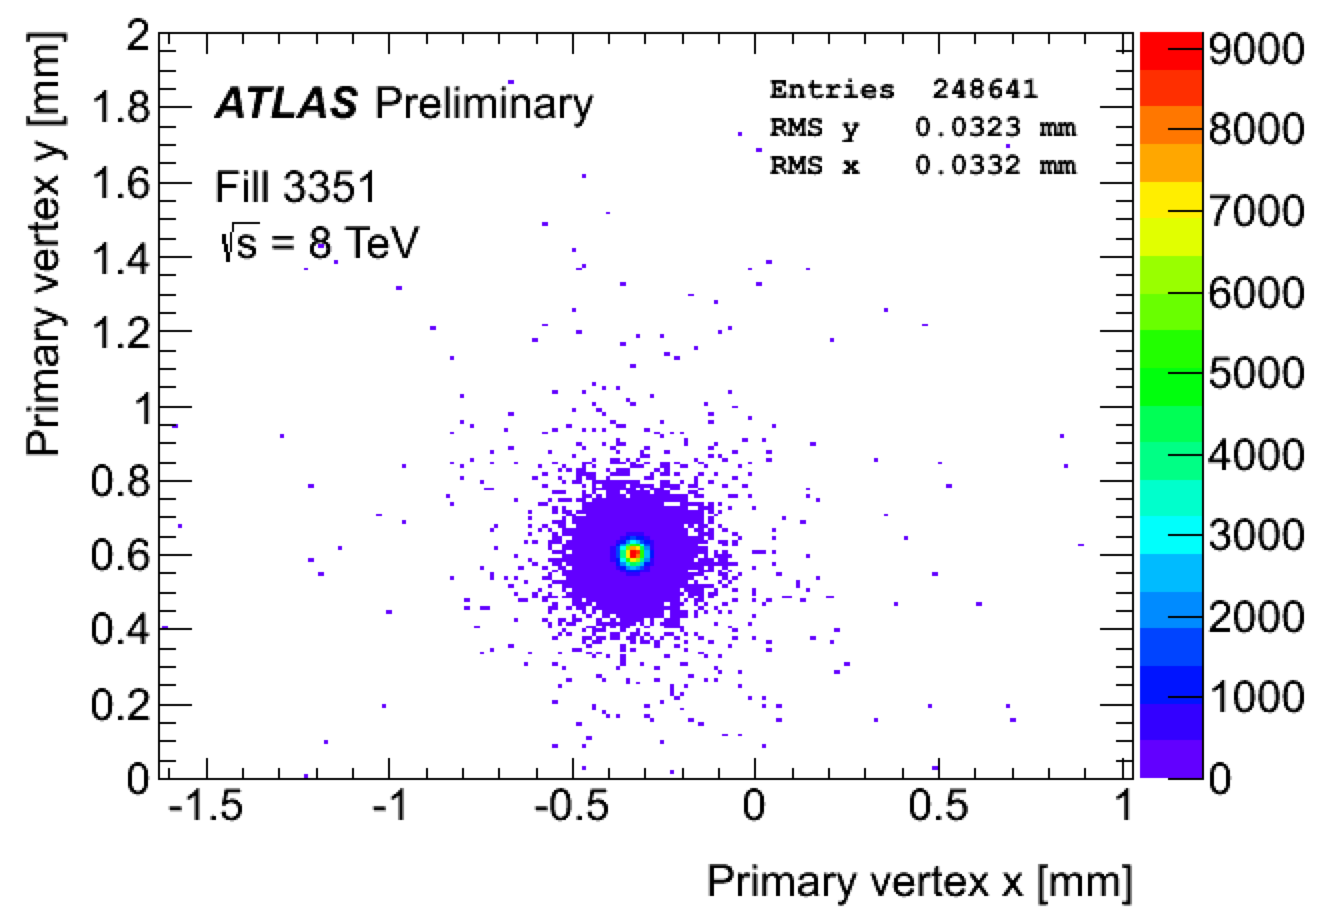 Primary vertex y [mm]
2
1.8
1.6
1.4
1.2
1
0.8
0.6
0.4
0.2
0
ATLAS Preliminary
Fill 3351
√s = 8 TeV
Entries 248641
RMS y 0.0323 mm
RMS x 0.0332 mm
9000
8000
7000
6000
5000
4000
3000
2000
1000
0
-1.5 -1 -0.5 0 0.5 1
Primary vertex x [mm]